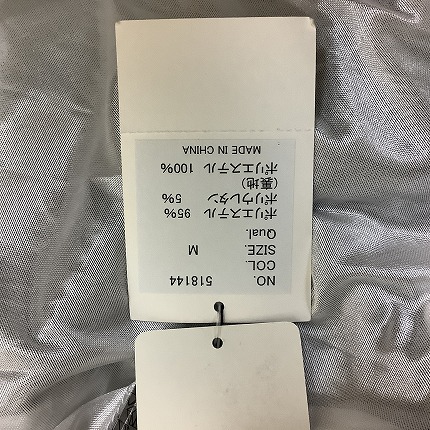 NO. 518144
COL.
SIZE. M
Qual.
ポリエステル 95%
ポリウレタン 5%
(裏地)
ポリエステル 100%
MADE IN CHINA